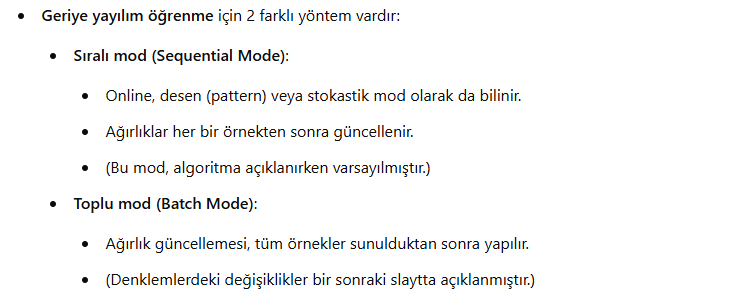 Geriye yayılım öğrenme için 2 farklı yöntem vardır:
Sıralı mod (Sequential Mode):
Online, desen (pattern) veya stokastik mod olarak da bilinir.
Ağırlıklar her bir örnekten sonra güncellenir.
(Bu mod, algoritma açıklanırken varsayılmıştır.)
Toplu mod (Batch Mode):
Ağırlık güncellemesi, tüm örnekler sunulduktan sonra yapılır.
(Denklemlerdeki değişiklikler bir sonraki slaytta açıklanmıştır.)